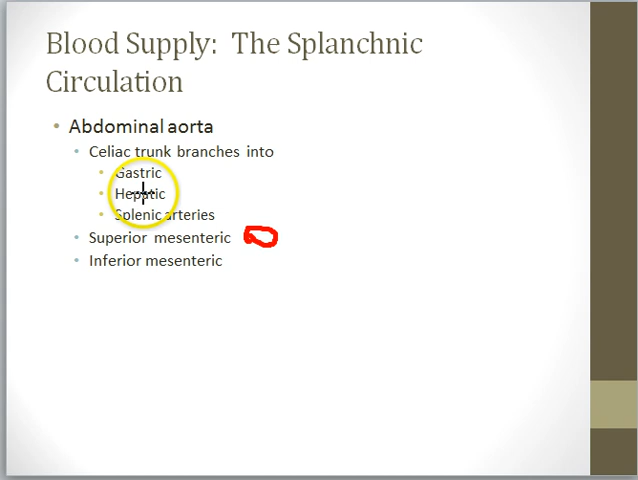 Blood Supply: The Splanchnic
Circulation
• Abdominal aorta
• Celiac trunk branches into
• Gastric
• Hepatic
• Splenic arteries
• Superior mesenteric
• Inferior mesenteric